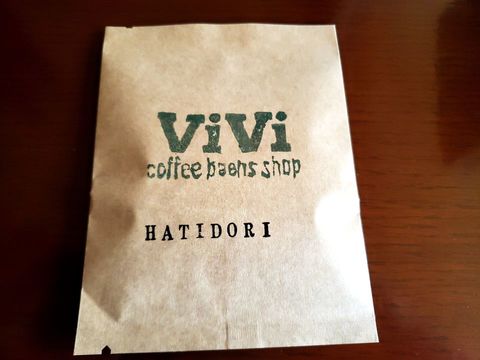 ViVi
coffee baens shop
HATIDORI